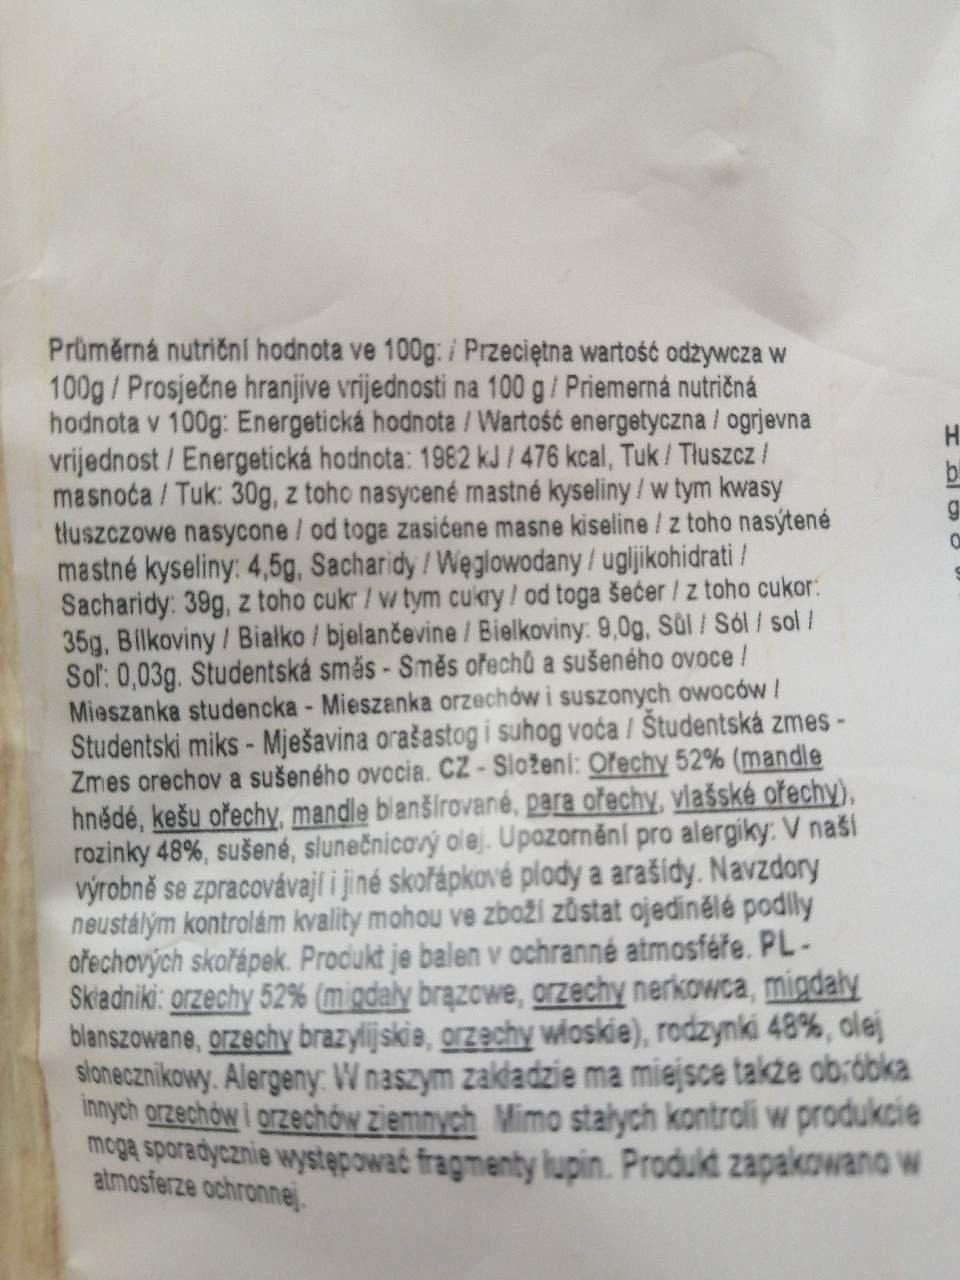 Průměrná nutriční hodnota ve 100g: / Przeciętna wartość odżywcza w
100g / Prosječne hranjive vrijednosti na 100 g / Priemerná nutričná
hodnota v 100g: Energetická hodnota / Wartość energetyczna / ogrjevna
vrijednost / Energetická hodnota: 1982 kJ / 476 kcal, Tuk / Tłuszcz /
masnoća / Tuk: 30g, z toho nasycené mastné kyseliny / w tym kwasy
tłuszczowe nasycone / od toga zasićene masne kiseline / z toho nasýtené
mastné kyseliny: 4,5g, Sacharidy / Węglowodany / ugljikohidrati /
Sacharidy: 39g, z toho cukr / w tym cukry / od toga šećer / z toho cukor:
35g, Bílkoviny / Białko / bjelančevine / Bielkoviny: 9,0g, Sůl / Sól / sol /
Soľ: 0,03g. Studentská směs - Směs ořechů a sušeného ovoce /
Mieszanka studencka - Mieszanka orzechów i suszonych owoców /
Studentski miks - Mješavina orašastog i suhog voća / Študentská zmes -
Zmes orechov a sušeného ovocia. CZ - Složení: Ořechy 52% (mandle
hnědé, kešu ořechy, mandle blanšírované, para ořechy, vlašské ořechy),
rozinky 48%, sušené, slunečnicový olej. Upozornění pro alergiky: V naší
výrobně se zpracovávají i jiné skořápkové plody a arašídy. Navzdory
neustálým kontrolám kvality mohou ve zboží zůstat ojedinělé podíly
ořechových skořápek. Produkt je balen v ochranné atmosféře. PL -
Składniki: orzechy 52% (migdały brązowe, orzechy nerkowca, migdały
blanszowane, orzechy brazylijskie, orzechy włoskie), rodzynki 48%, olej
słonecznikowy. Alergeny: W naszym zakładzie ma miejsce także obróbka
innych orzechów i orzechów ziemnych. Mimo stałych kontroli w produkcie
mogą sporadycznie występować fragmenty łupin. Produkt zapakowano w
atmosferze ochronnej.
H
g
o